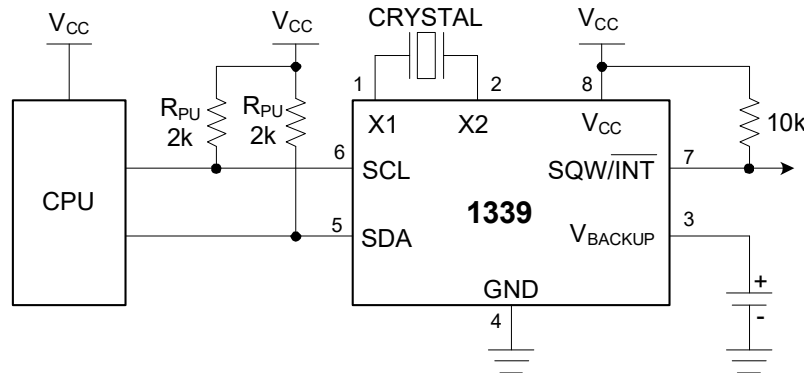 CRYSTAL
VCC
VCC
VCC
1
2
8
RPU
2k
RPU
2k
X1
X2
VCC
10k
6
SCL
SQW/INT
7
CPU
1339
5
SDA
VBACKUP
3
GND
4
+
-